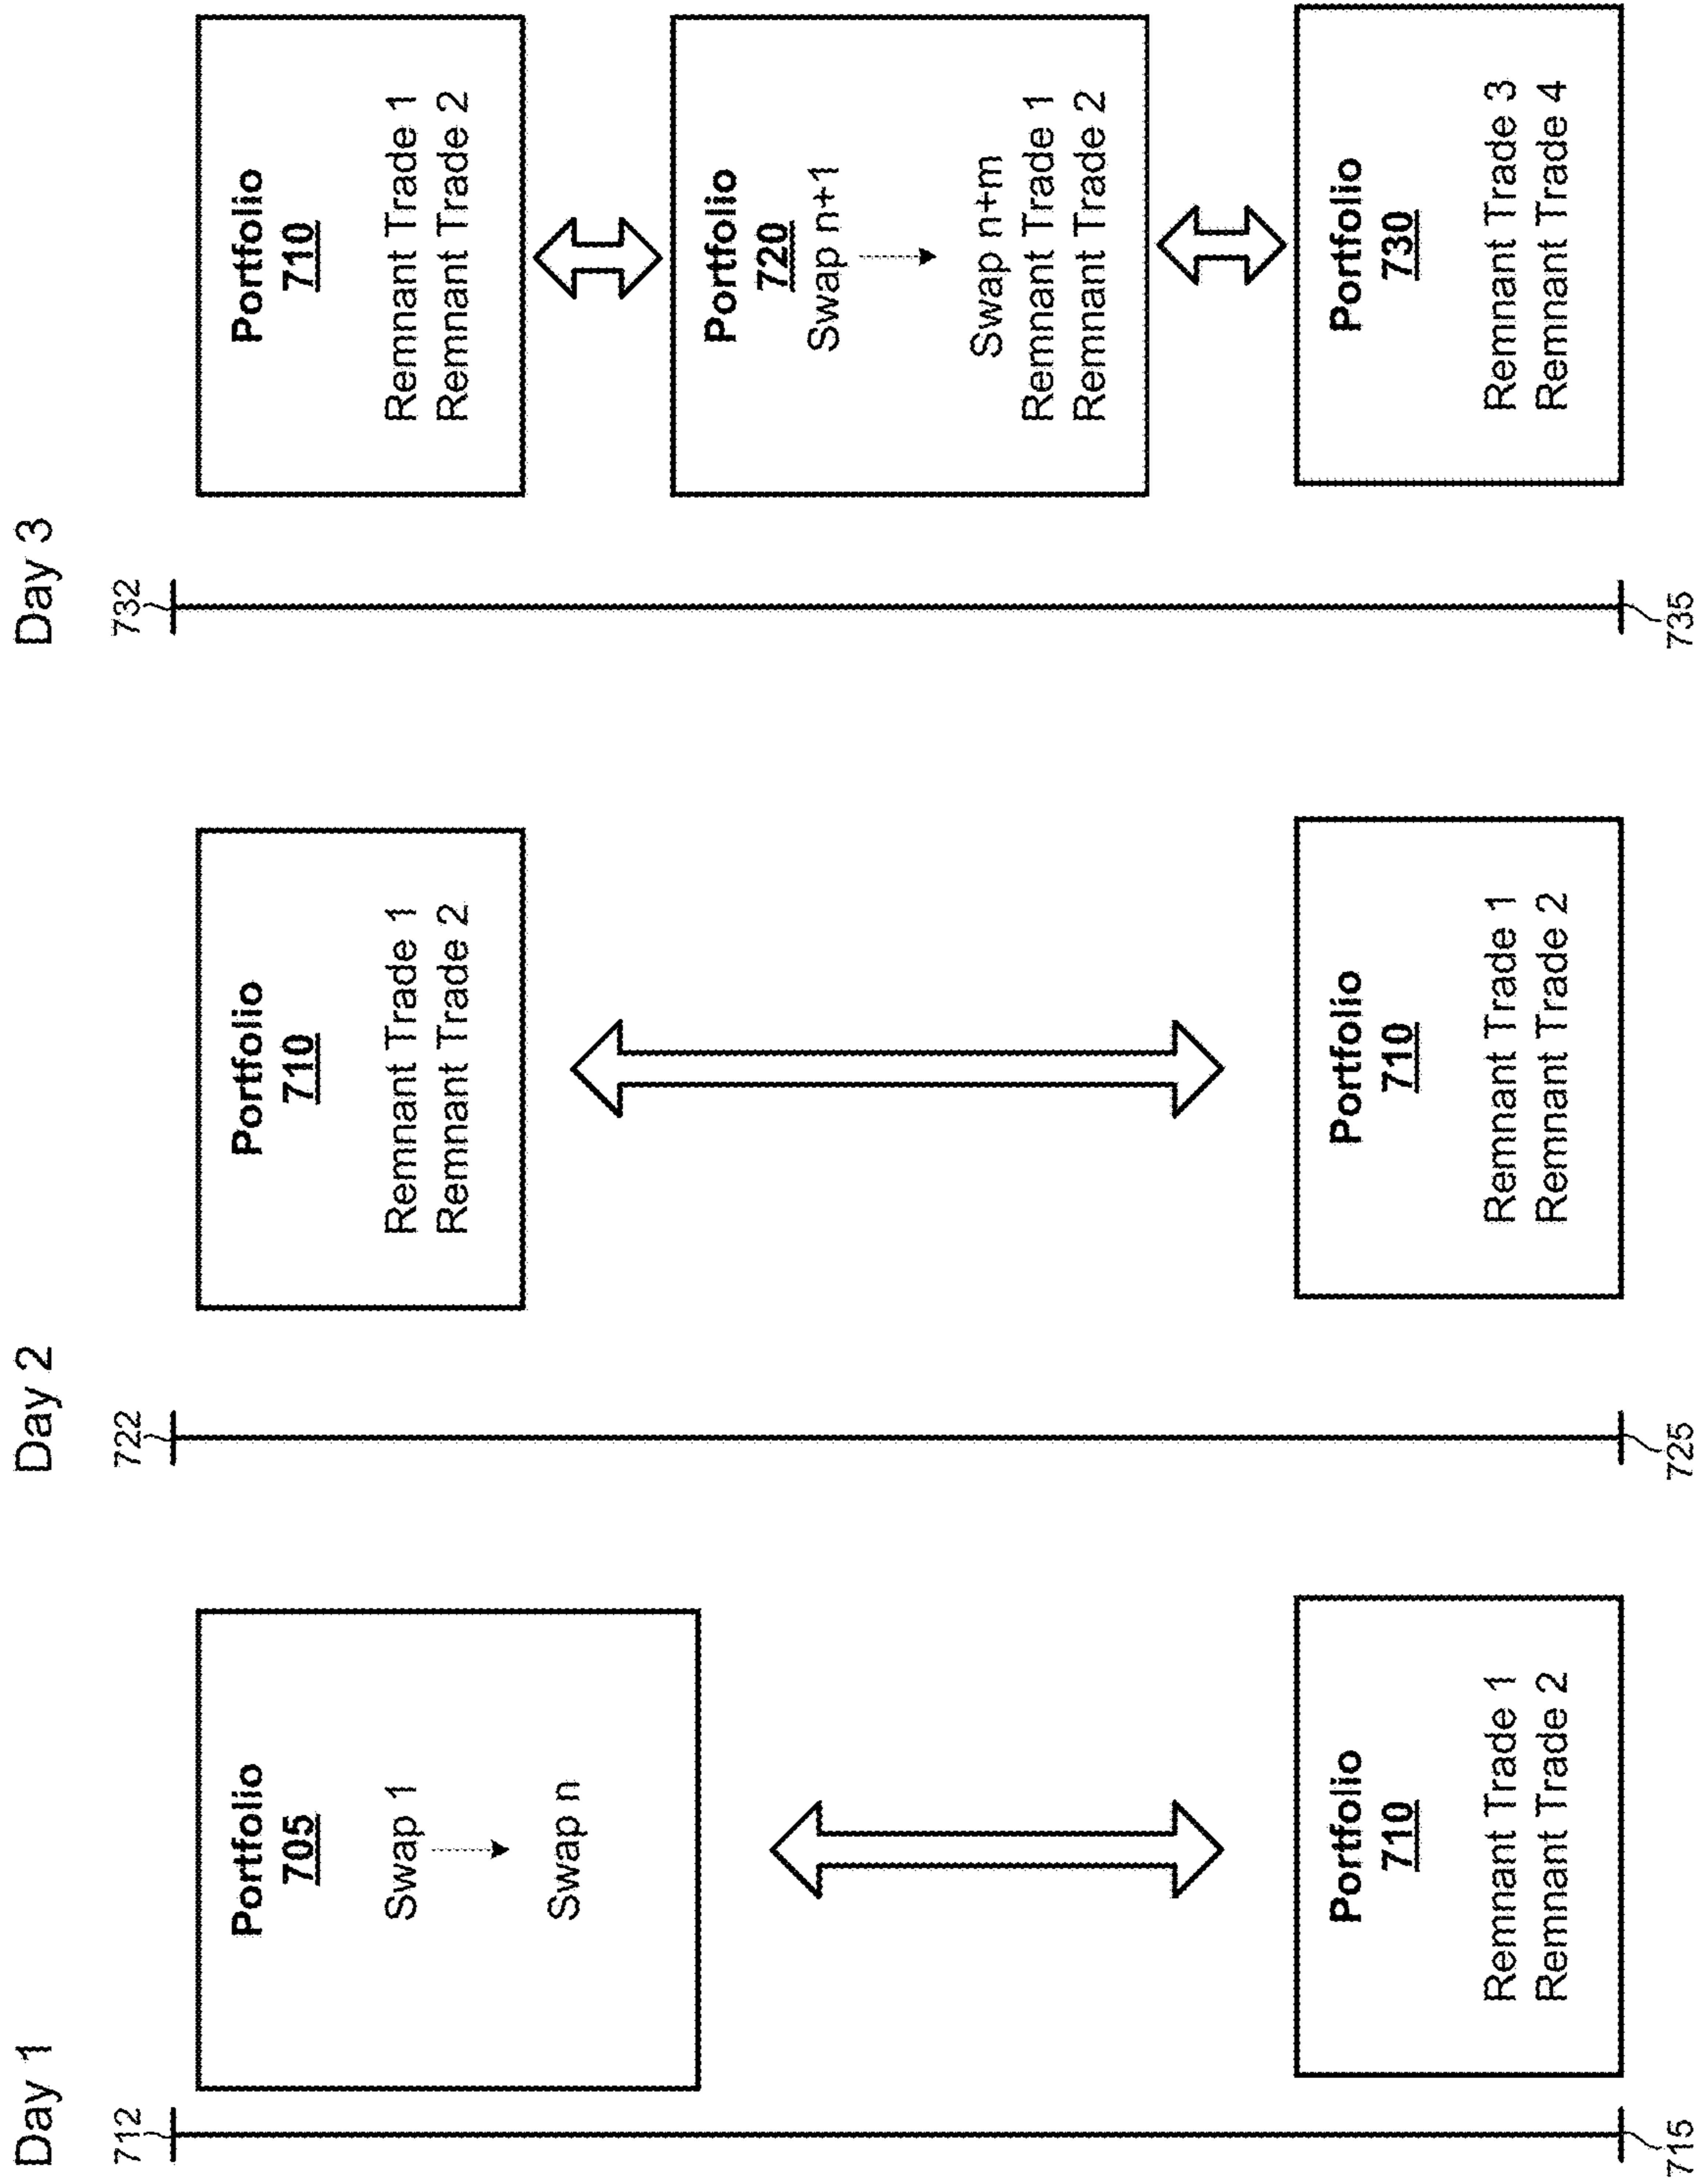 Day 1
712
Portfolio
705
Swap 1
Swap n
Portfolio
710
Remnant Trade 1
Remnant Trade 2
715
Day 2
722
Portfolio
710
Remnant Trade 1
Remnant Trade 2
Portfolio
710
Remnant Trade 1
Remnant Trade 2
725
Day 3
732
Portfolio
710
Remnant Trade 1
Remnant Trade 2
Portfolio
720
Swap n+1
Swap n+m
Remnant Trade 1
Remnant Trade 2
Portfolio
730
Remnant Trade 3
Remnant Trade 4
735